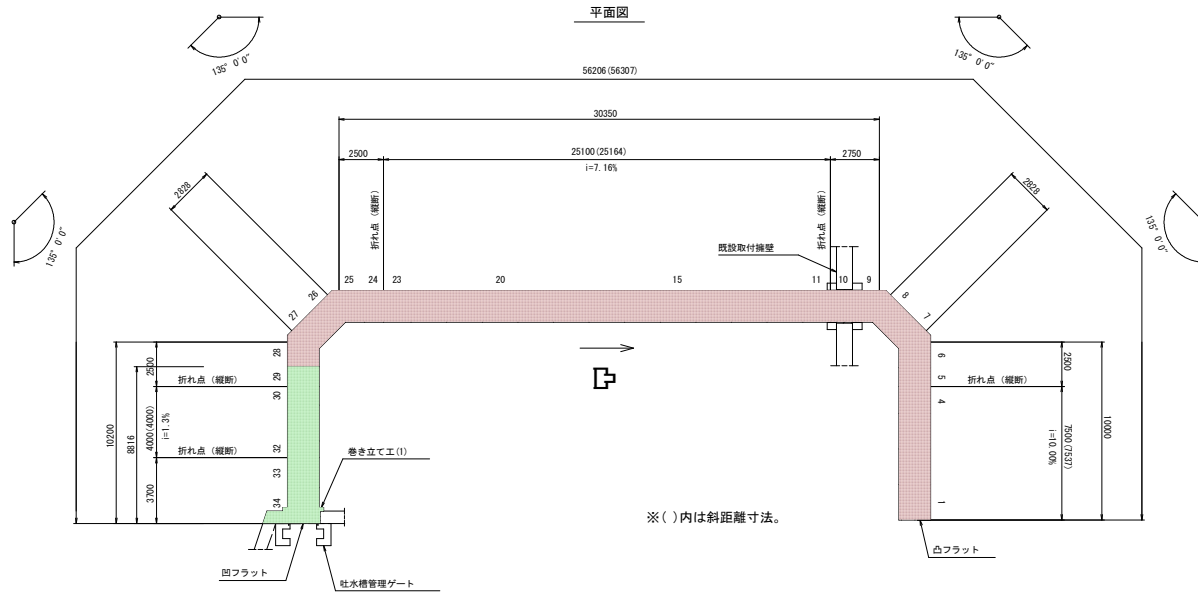 平面図
135° 0'0"
135° 0'0"
56206(56307)
30350
2500
25100(25164)
2750
i=7.16%
2828
2828
135° 0'0"
135° 0'0"
折れ点（縦断）
折れ点（縦断）
既設取付擁壁
25
24
23
20
15
11
10
9
26
27
8
7
28
29
30
32
33
34
6
5
4
1
10200
8816
2500
折れ点（縦断）
4000(4000)
i=1.3%
折れ点（縦断）
3700
2500
折れ点（縦断）
7500(7537)
i=10.00%
10000
巻き立て工(1)
※( )内は斜距離寸法。
凹フラット
吐水槽管理ゲート
凸フラット